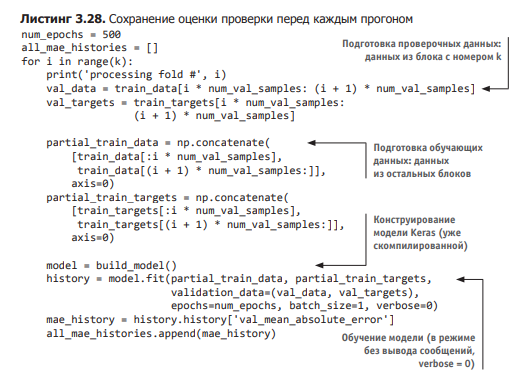 Листинг 3.28. Сохранение оценки проверки перед каждым прогоном
num_epochs = 500
all_mae_histories = []
for i in range(k):
    print('processing fold #', i)
    val_data = train_data[i * num_val_samples: (i + 1) * num_val_samples]
    val_targets = train_targets[i * num_val_samples:
                (i + 1) * num_val_samples]
Подготовка проверочных данных:
данных из блока с номером k
    partial_train_data = np.concatenate(
        [train_data[:i * num_val_samples],
         train_data[(i + 1) * num_val_samples:]],
        axis=0)
Подготовка обучающих
данных: данных
из остальных блоков
    partial_train_targets = np.concatenate(
        [train_targets[:i * num_val_samples],
         train_targets[(i + 1) * num_val_samples:]],
        axis=0)
Конструирование
модели Keras (уже
скомпилированной)
    model = build_model()
    history = model.fit(partial_train_data, partial_train_targets,
                        validation_data=(val_data, val_targets),
                        epochs=num_epochs, batch_size=1, verbose=0)
    mae_history = history.history['val_mean_absolute_error']
    all_mae_histories.append(mae_history)
Обучение модели (в режиме
без вывода сообщений,
verbose = 0)